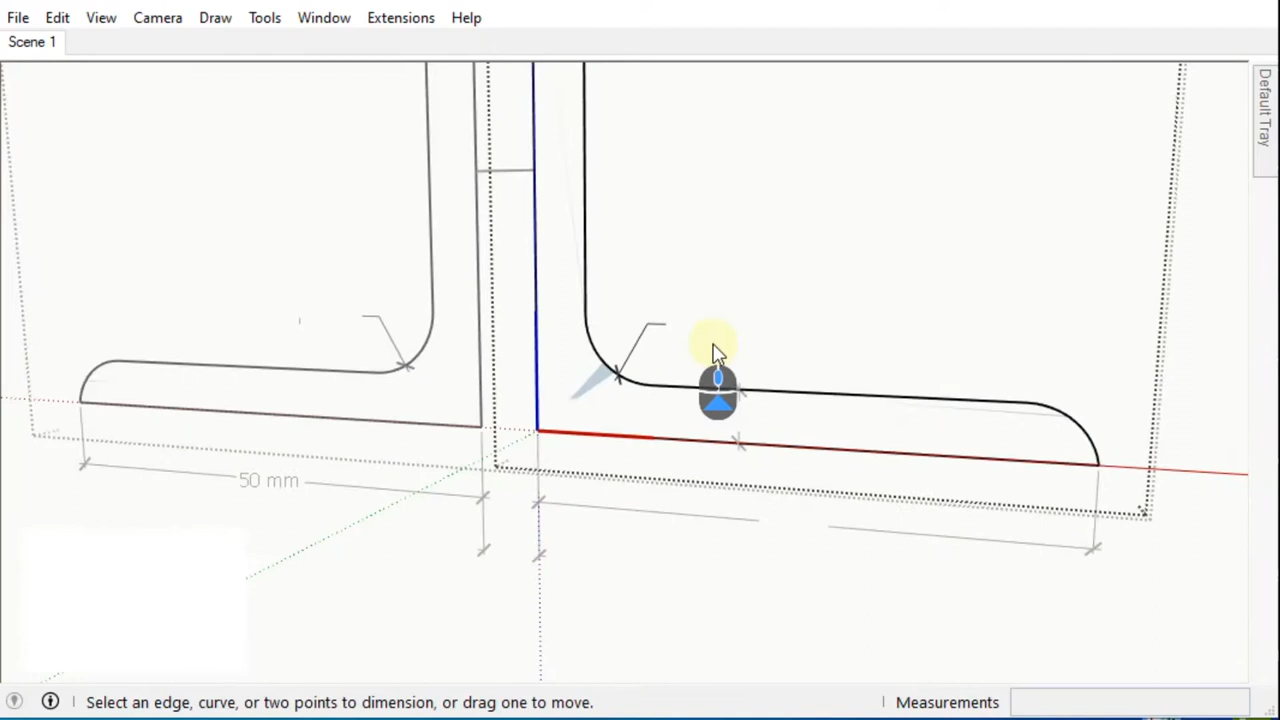 File Edit View Camera Draw Tools Window Extensions Help
Scene 1
Default Tray
50 mm
Select an edge, curve, or two points to dimension, or drag one to move.
Measurements